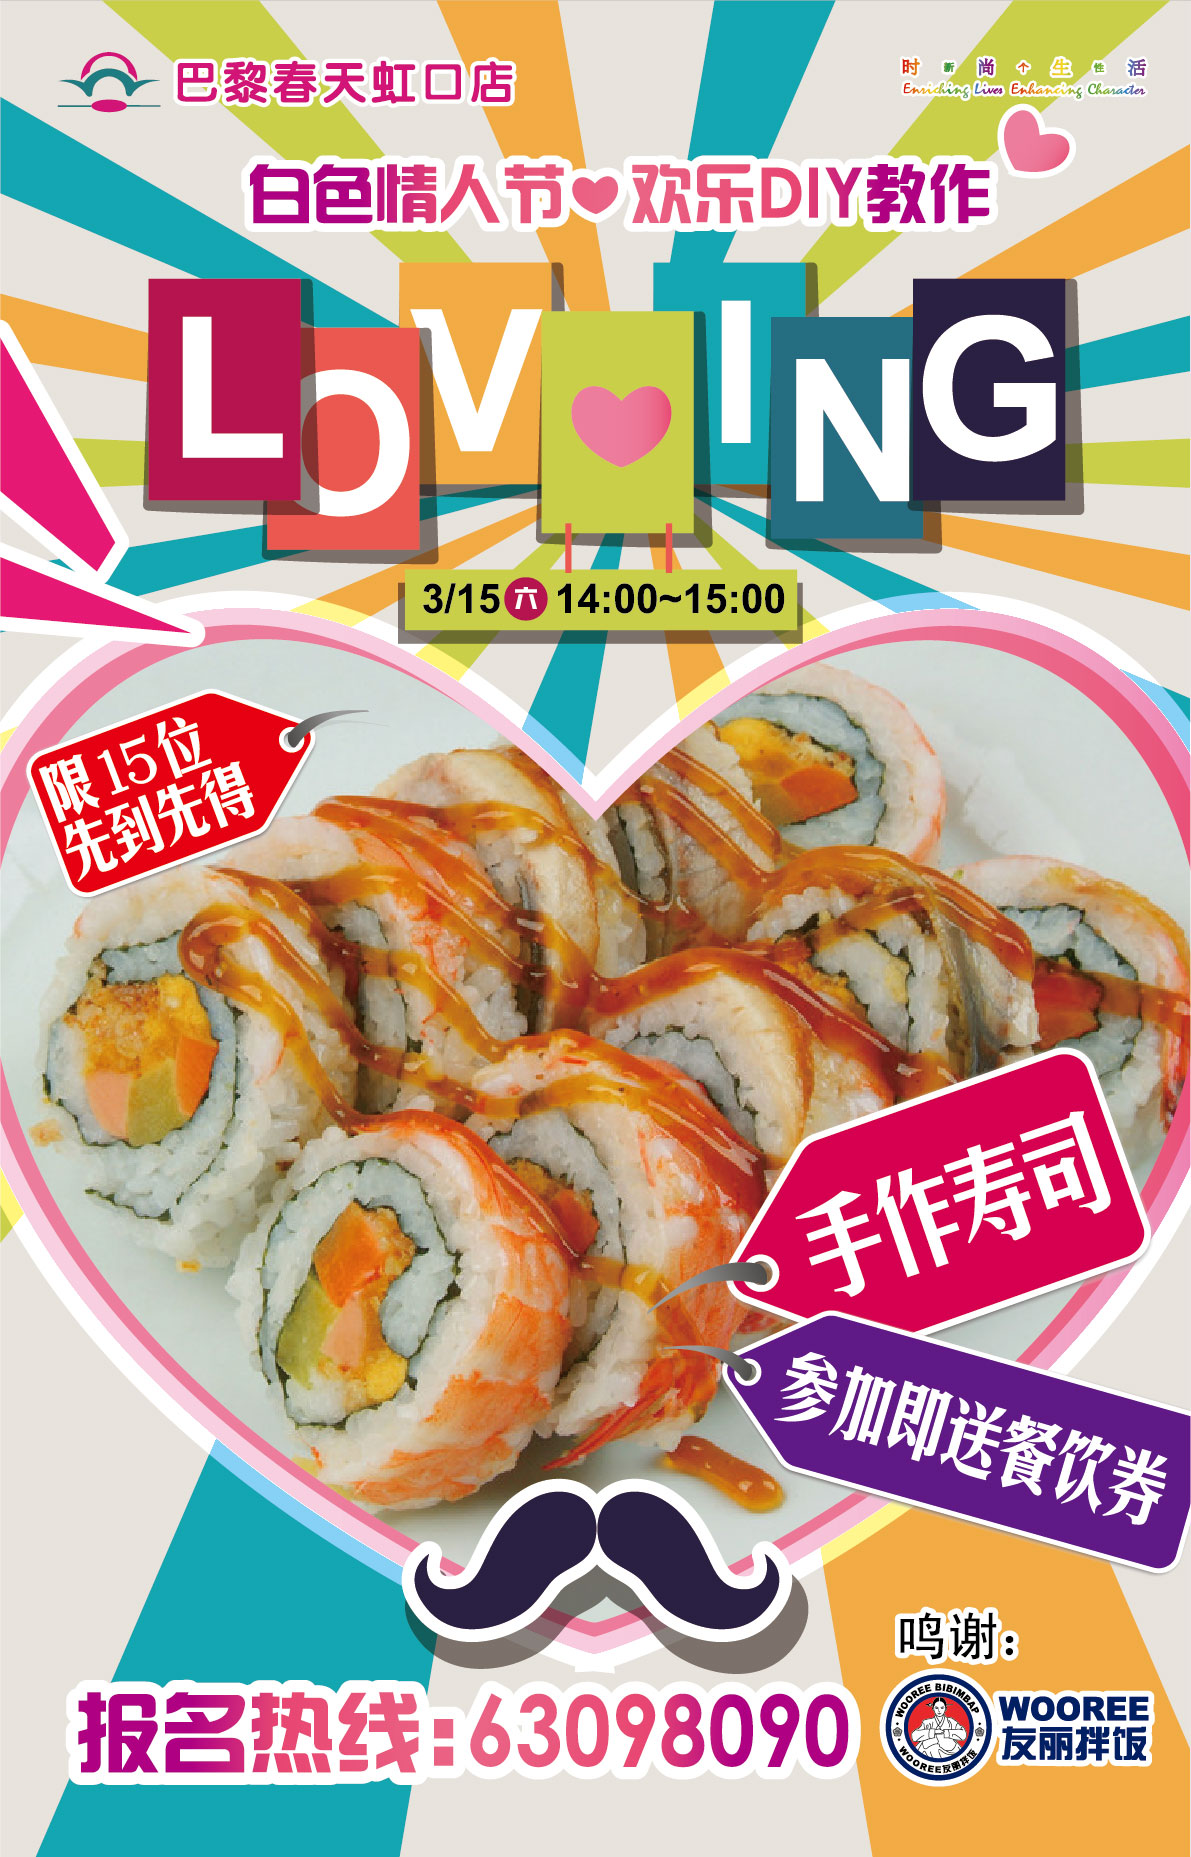 巴黎春天虹口店
时新尚个生性活
Enriching Lives Enhancing Character
白色情人节 欢乐DIY教作
LOVING
3/15 六 14:00~15:00
限15位
先到先得
手作寿司
参加即送餐饮券
鸣谢：
报名热线:63098090
WOOREE BIBIMBAP
WOOREE友丽拌饭
WOOREE
友丽拌饭